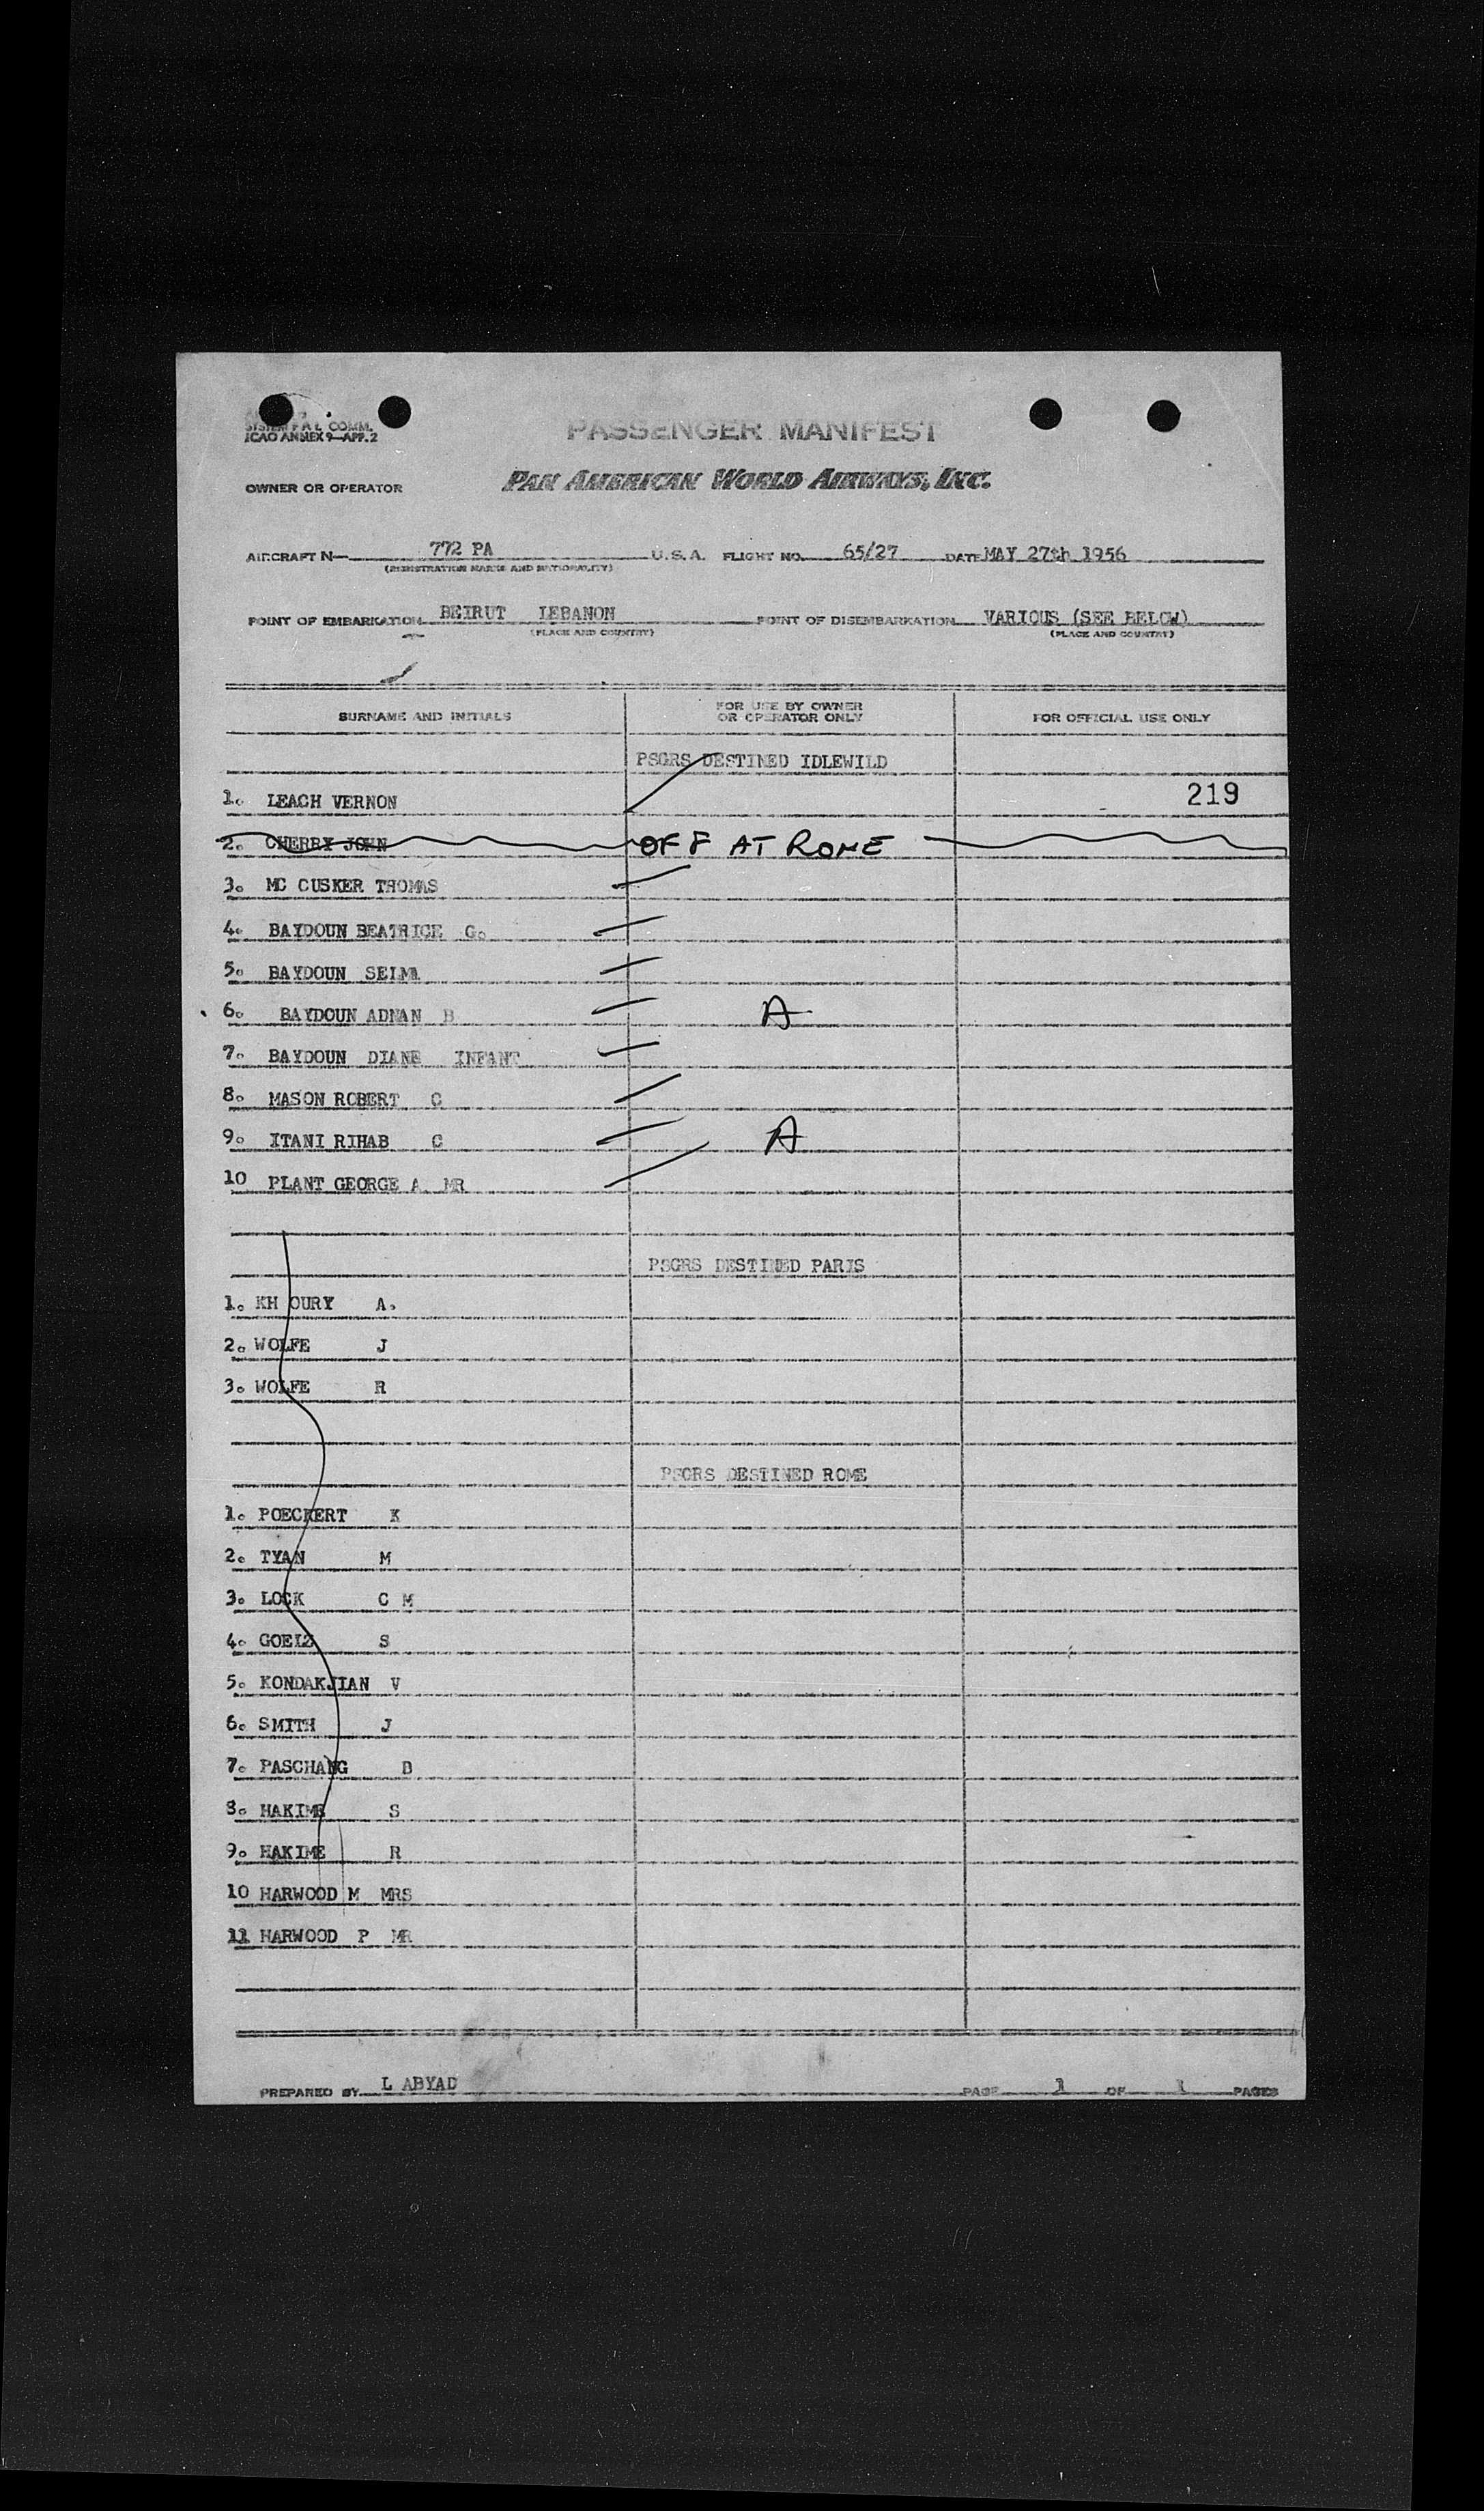 SYSTEM F A L COMM.
ICAO ANNEX 9—APP. 2
PASSENGER MANIFEST
OWNER OR OPERATOR PAN AMERICAN WORLD AIRWAYS, INC.
AIRCRAFT N— 772 PA U.S.A. FLIGHT NO. 65/27 DATE MAY 27th 1956
(REGISTRATION MARKS AND NATIONALITY)
POINT OF EMBARKATION BEIRUT LEBANON POINT OF DISEMBARKATION VARIOUS (SEE BELOW)
(PLACE AND COUNTRY) (PLACE AND COUNTRY)
SURNAME AND INITIALS FOR USE BY OWNER OR OPERATOR ONLY FOR OFFICIAL USE ONLY
PSGRS DESTINED IDLEWILD
1. LEACH VERNON 219
2. CHERRY JOHN OFF AT ROME
3. MC CUSKER THOMAS
4. BAYDOUN BEATRICE G.
5. BAYDOUN SELMA
6. BAYDOUN ADNAN B A
7. BAYDOUN DIANE INFANT
8. MASON ROBERT C
9. ITANI RIHAB C A
10 PLANT GEORGE A MR
PSGRS DESTINED PARIS
1. KH OURY A.
2. WOLFE J
3. WOLFE R
PSGRS DESTINED ROME
1. POECKERT K
2. TYAN M
3. LOCK C M
4. GOELZ S
5. KONDAKJIAN V
6. SMITH J
7. PASCHANG B
8. HAKIME S
9. HAKIME R
10 HARWOOD M MRS
11 HARWOOD P MR
PREPARED BY L ABYAD PAGE 1 OF 1 PAGES